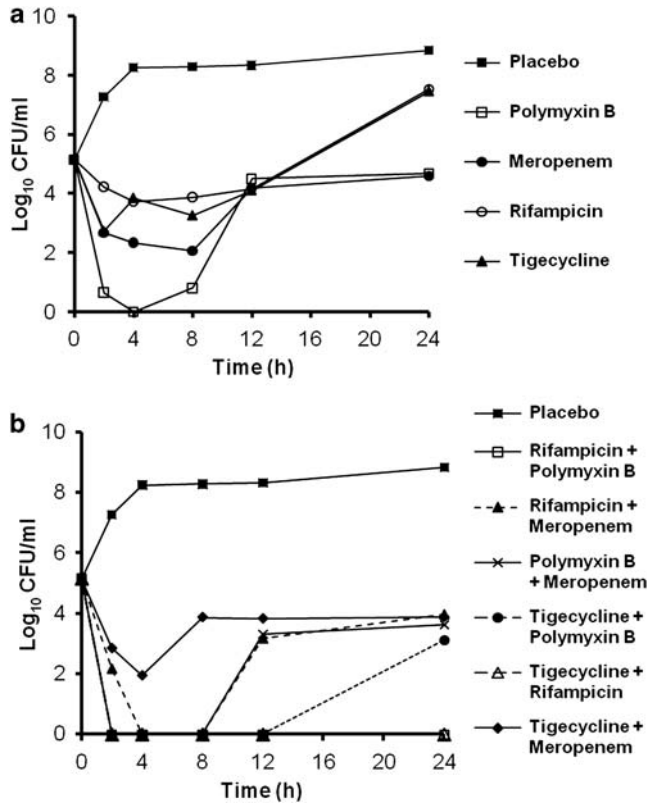 a
10
8
6
4
2
0
Log10 CFU/ml
0 4 8 12 16 20 24
Time (h)
Placebo
Polymyxin B
Meropenem
Rifampicin
Tigecycline
b
10
8
6
4
2
0
Log10 CFU/ml
0 4 8 12 16 20 24
Time (h)
Placebo
Rifampicin +
Polymyxin B
Rifampicin +
Meropenem
Polymyxin B
+ Meropenem
Tigecycline +
Polymyxin B
Tigecycline +
Rifampicin
Tigecycline +
Meropenem